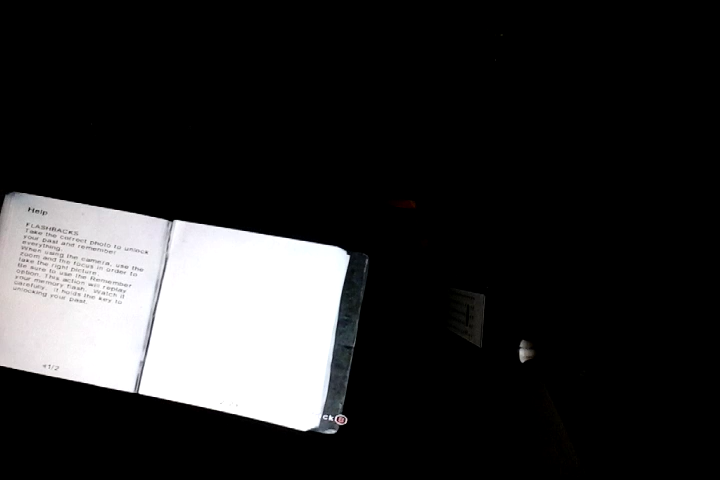 Help
FLASHBACKS
Take the correct photo to unlock
your past and remember
everything.
When using the camera, use the
zoom and the focus in order to
take the right picture.
Be sure to use the Remember
option. This action will replay
your memory flash. Watch it
carefully, it holds the key to
unlocking your past.
41/2
ck B